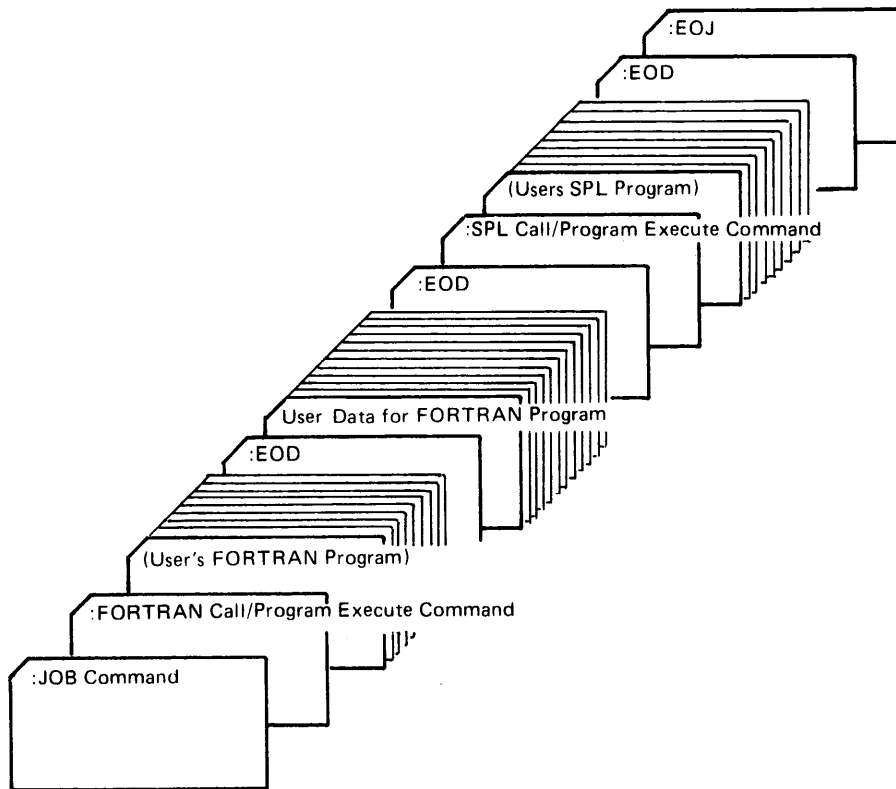 :EOJ
:EOD
(Users SPL Program)
:SPL Call/Program Execute Command
:EOD
User Data for FORTRAN Program
:EOD
(User's FORTRAN Program)
:FORTRAN Call/Program Execute Command
:JOB Command